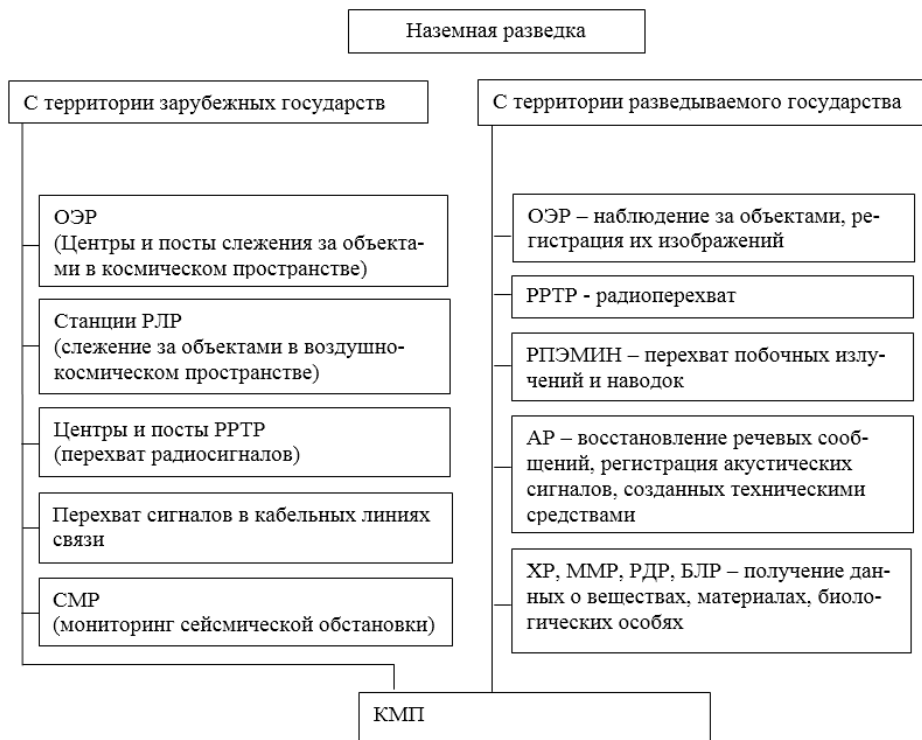 Наземная разведка
С территории зарубежных государств
ОЭР
(Центры и посты слежения за объекта-
ми в космическом пространстве)
Станции РЛР
(слежение за объектами в воздушно-
космическом пространстве)
Центры и посты РРТР
(перехват радиосигналов)
Перехват сигналов в кабельных линиях
связи
СМР
(мониторинг сейсмической обстановки)
С территории разведываемого государства
ОЭР – наблюдение за объектами, ре-
гистрация их изображений
РРТР - радиоперехват
РПЭМИН – перехват побочных излу-
чений и наводок
АР – восстановление речевых сооб-
щений, регистрация акустических
сигналов, созданных техническими
средствами
ХР, ММР, РДР, БЛР – получение дан-
ных о веществах, материалах, биоло-
гических особях
КМП